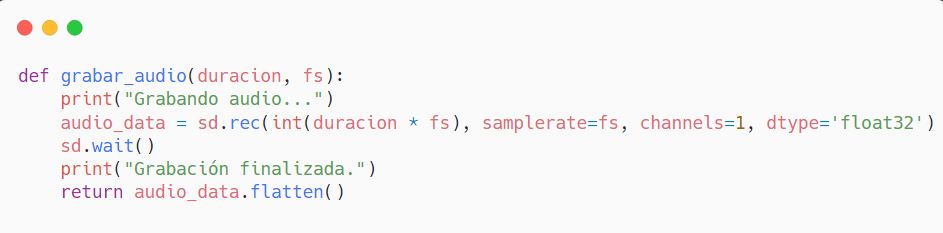 def grabar_audio(duracion, fs):
    print("Grabando audio...")
    audio_data = sd.rec(int(duracion * fs), samplerate=fs, channels=1, dtype='float32')
    sd.wait()
    print("Grabación finalizada.")
    return audio_data.flatten()